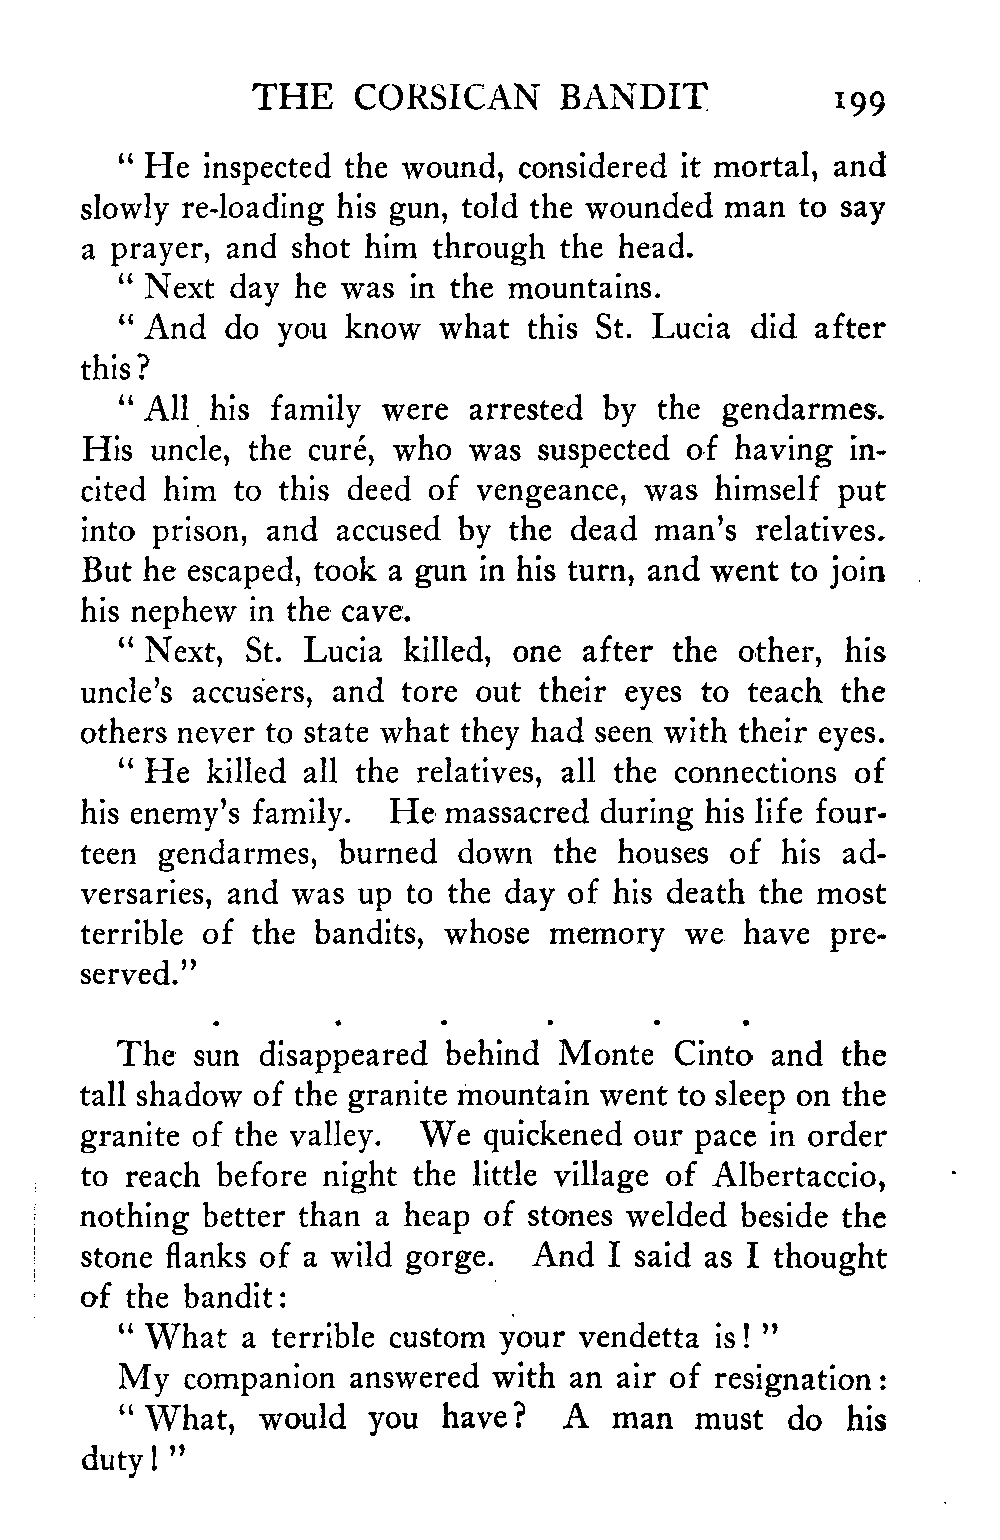 THE CORSICAN BANDIT 199
“ He inspected the wound, considered it mortal, and
slowly re-loading his gun, told the wounded man to say
a prayer, and shot him through the head.
“ Next day he was in the mountains.
“ And do you know what this St. Lucia did after
this?
“ All his family were arrested by the gendarmes.
His uncle, the curé, who was suspected of having in-
cited him to this deed of vengeance, was himself put
into prison, and accused by the dead man’s relatives.
But he escaped, took a gun in his turn, and went to join
his nephew in the cave.
“ Next, St. Lucia killed, one after the other, his
uncle’s accusers, and tore out their eyes to teach the
others never to state what they had seen with their eyes.
“ He killed all the relatives, all the connections of
his enemy’s family. He massacred during his life four-
teen gendarmes, burned down the houses of his ad-
versaries, and was up to the day of his death the most
terrible of the bandits, whose memory we have pre-
served.”
. . . . . .
The sun disappeared behind Monte Cinto and the
tall shadow of the granite mountain went to sleep on the
granite of the valley. We quickened our pace in order
to reach before night the little village of Albertaccio,
nothing better than a heap of stones welded beside the
stone flanks of a wild gorge. And I said as I thought
of the bandit:
“ What a terrible custom your vendetta is! ”
My companion answered with an air of resignation:
“ What, would you have? A man must do his
duty! ”